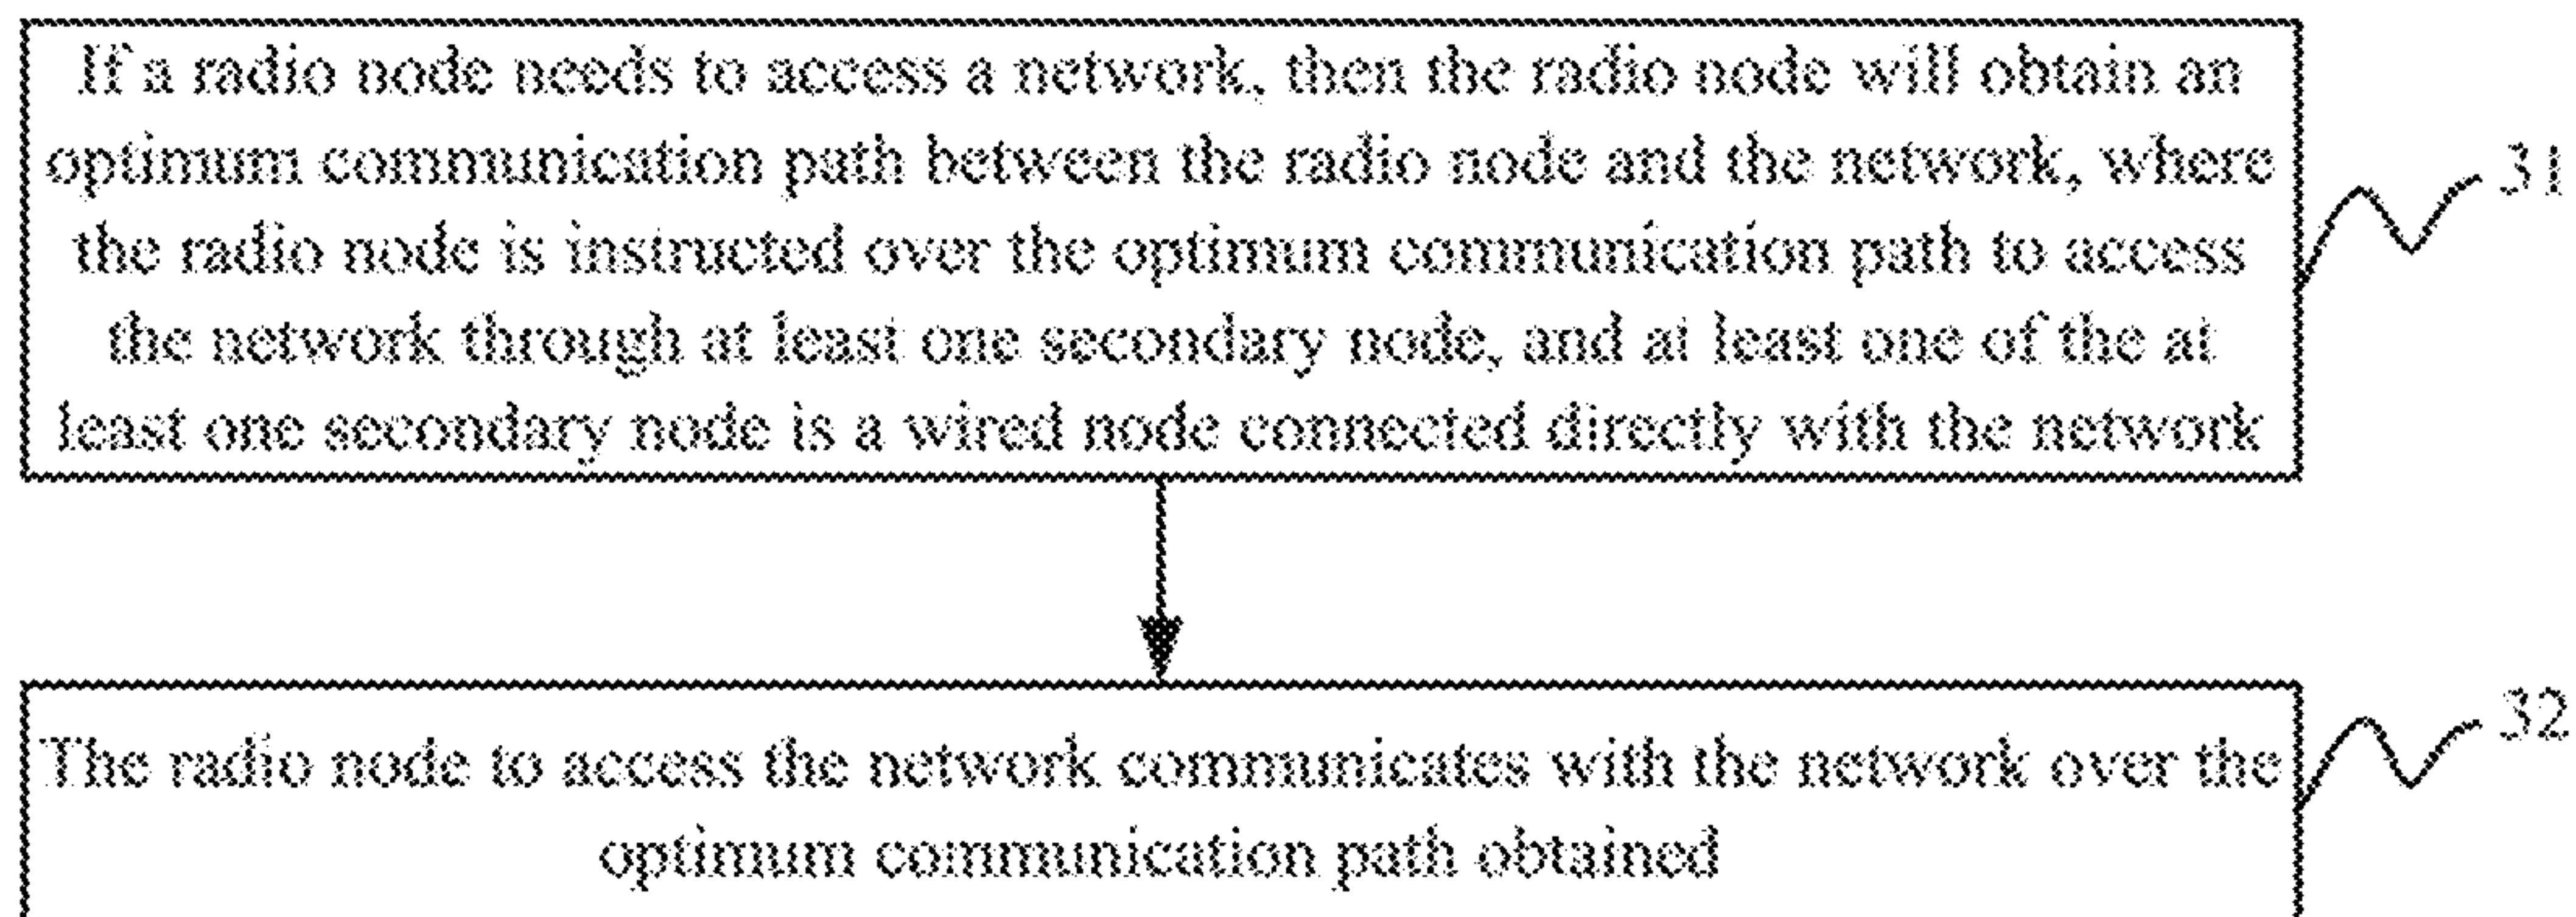 If a radio node needs to access a network, then the radio node will obtain an
optimum communication path between the radio node and the network, where
the radio node is instructed over the optimum communication path to access
the network through at least one secondary node, and at least one of the at
least one secondary node is a wired node connected directly with the network
31
The radio node to access the network communicates with the network over the
optimum communication path obtained
32